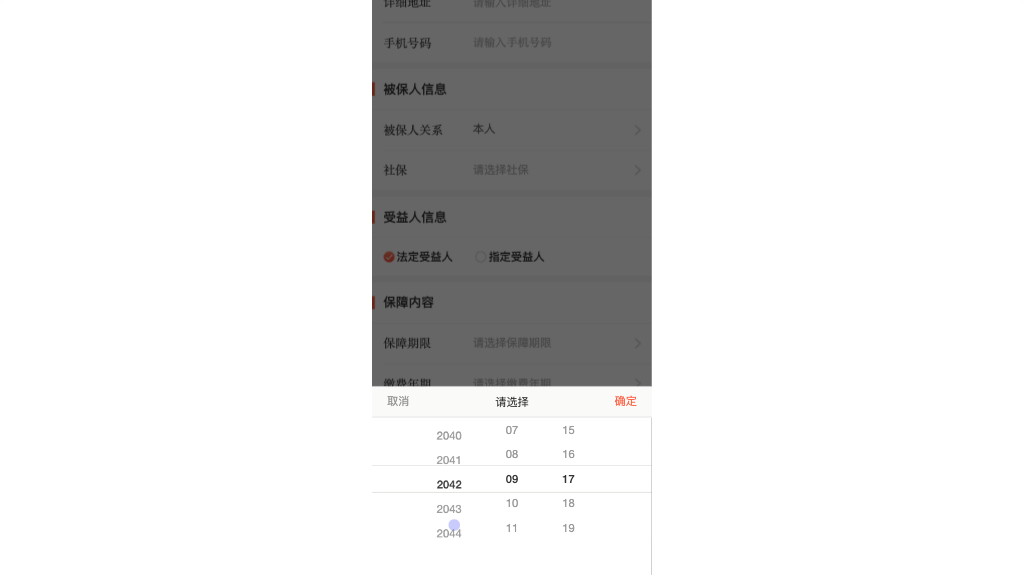 详细地址 请输入详细地址
手机号码 请输入手机号码
被保人信息
被保人关系 本人
社保 请选择社保
受益人信息
法定受益人 指定受益人
保障内容
保障期限 请选择保障期限
缴费年期 请选择缴费年期
取消 请选择 确定
2040 07 15
2041 08 16
2042 09 17
2043 10 18
2044 11 19